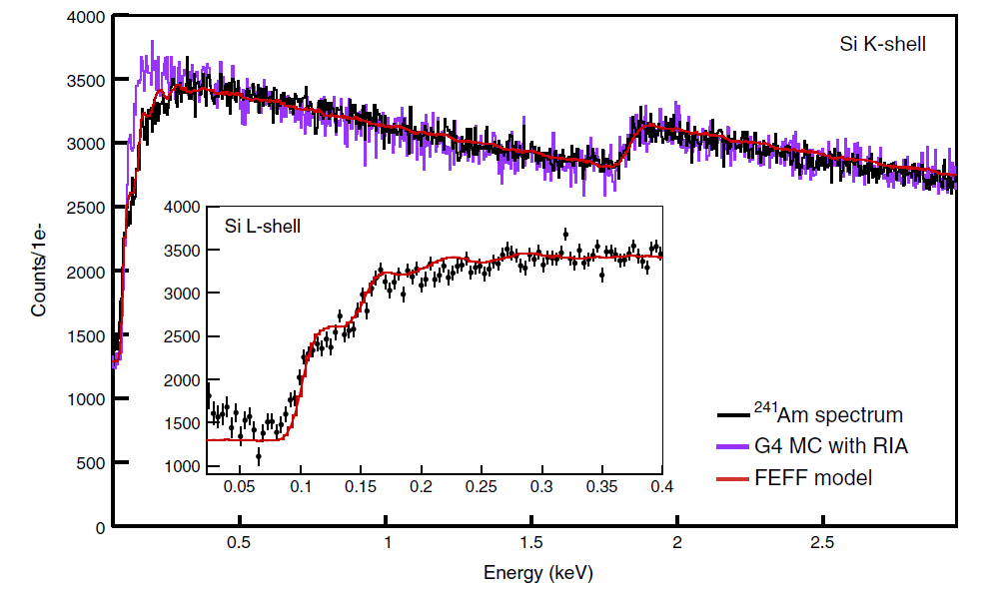 4000
Si K-shell
3500
3000
2500
2000
1500
1000
500
0
Counts/1e-
4000
Si L-shell
3500
3000
2500
2000
1500
1000
0.05 0.1 0.15 0.2 0.25 0.3 0.35 0.4
²⁴¹Am spectrum
G4 MC with RIA
FEFF model
0.5 1 1.5 2 2.5
Energy (keV)